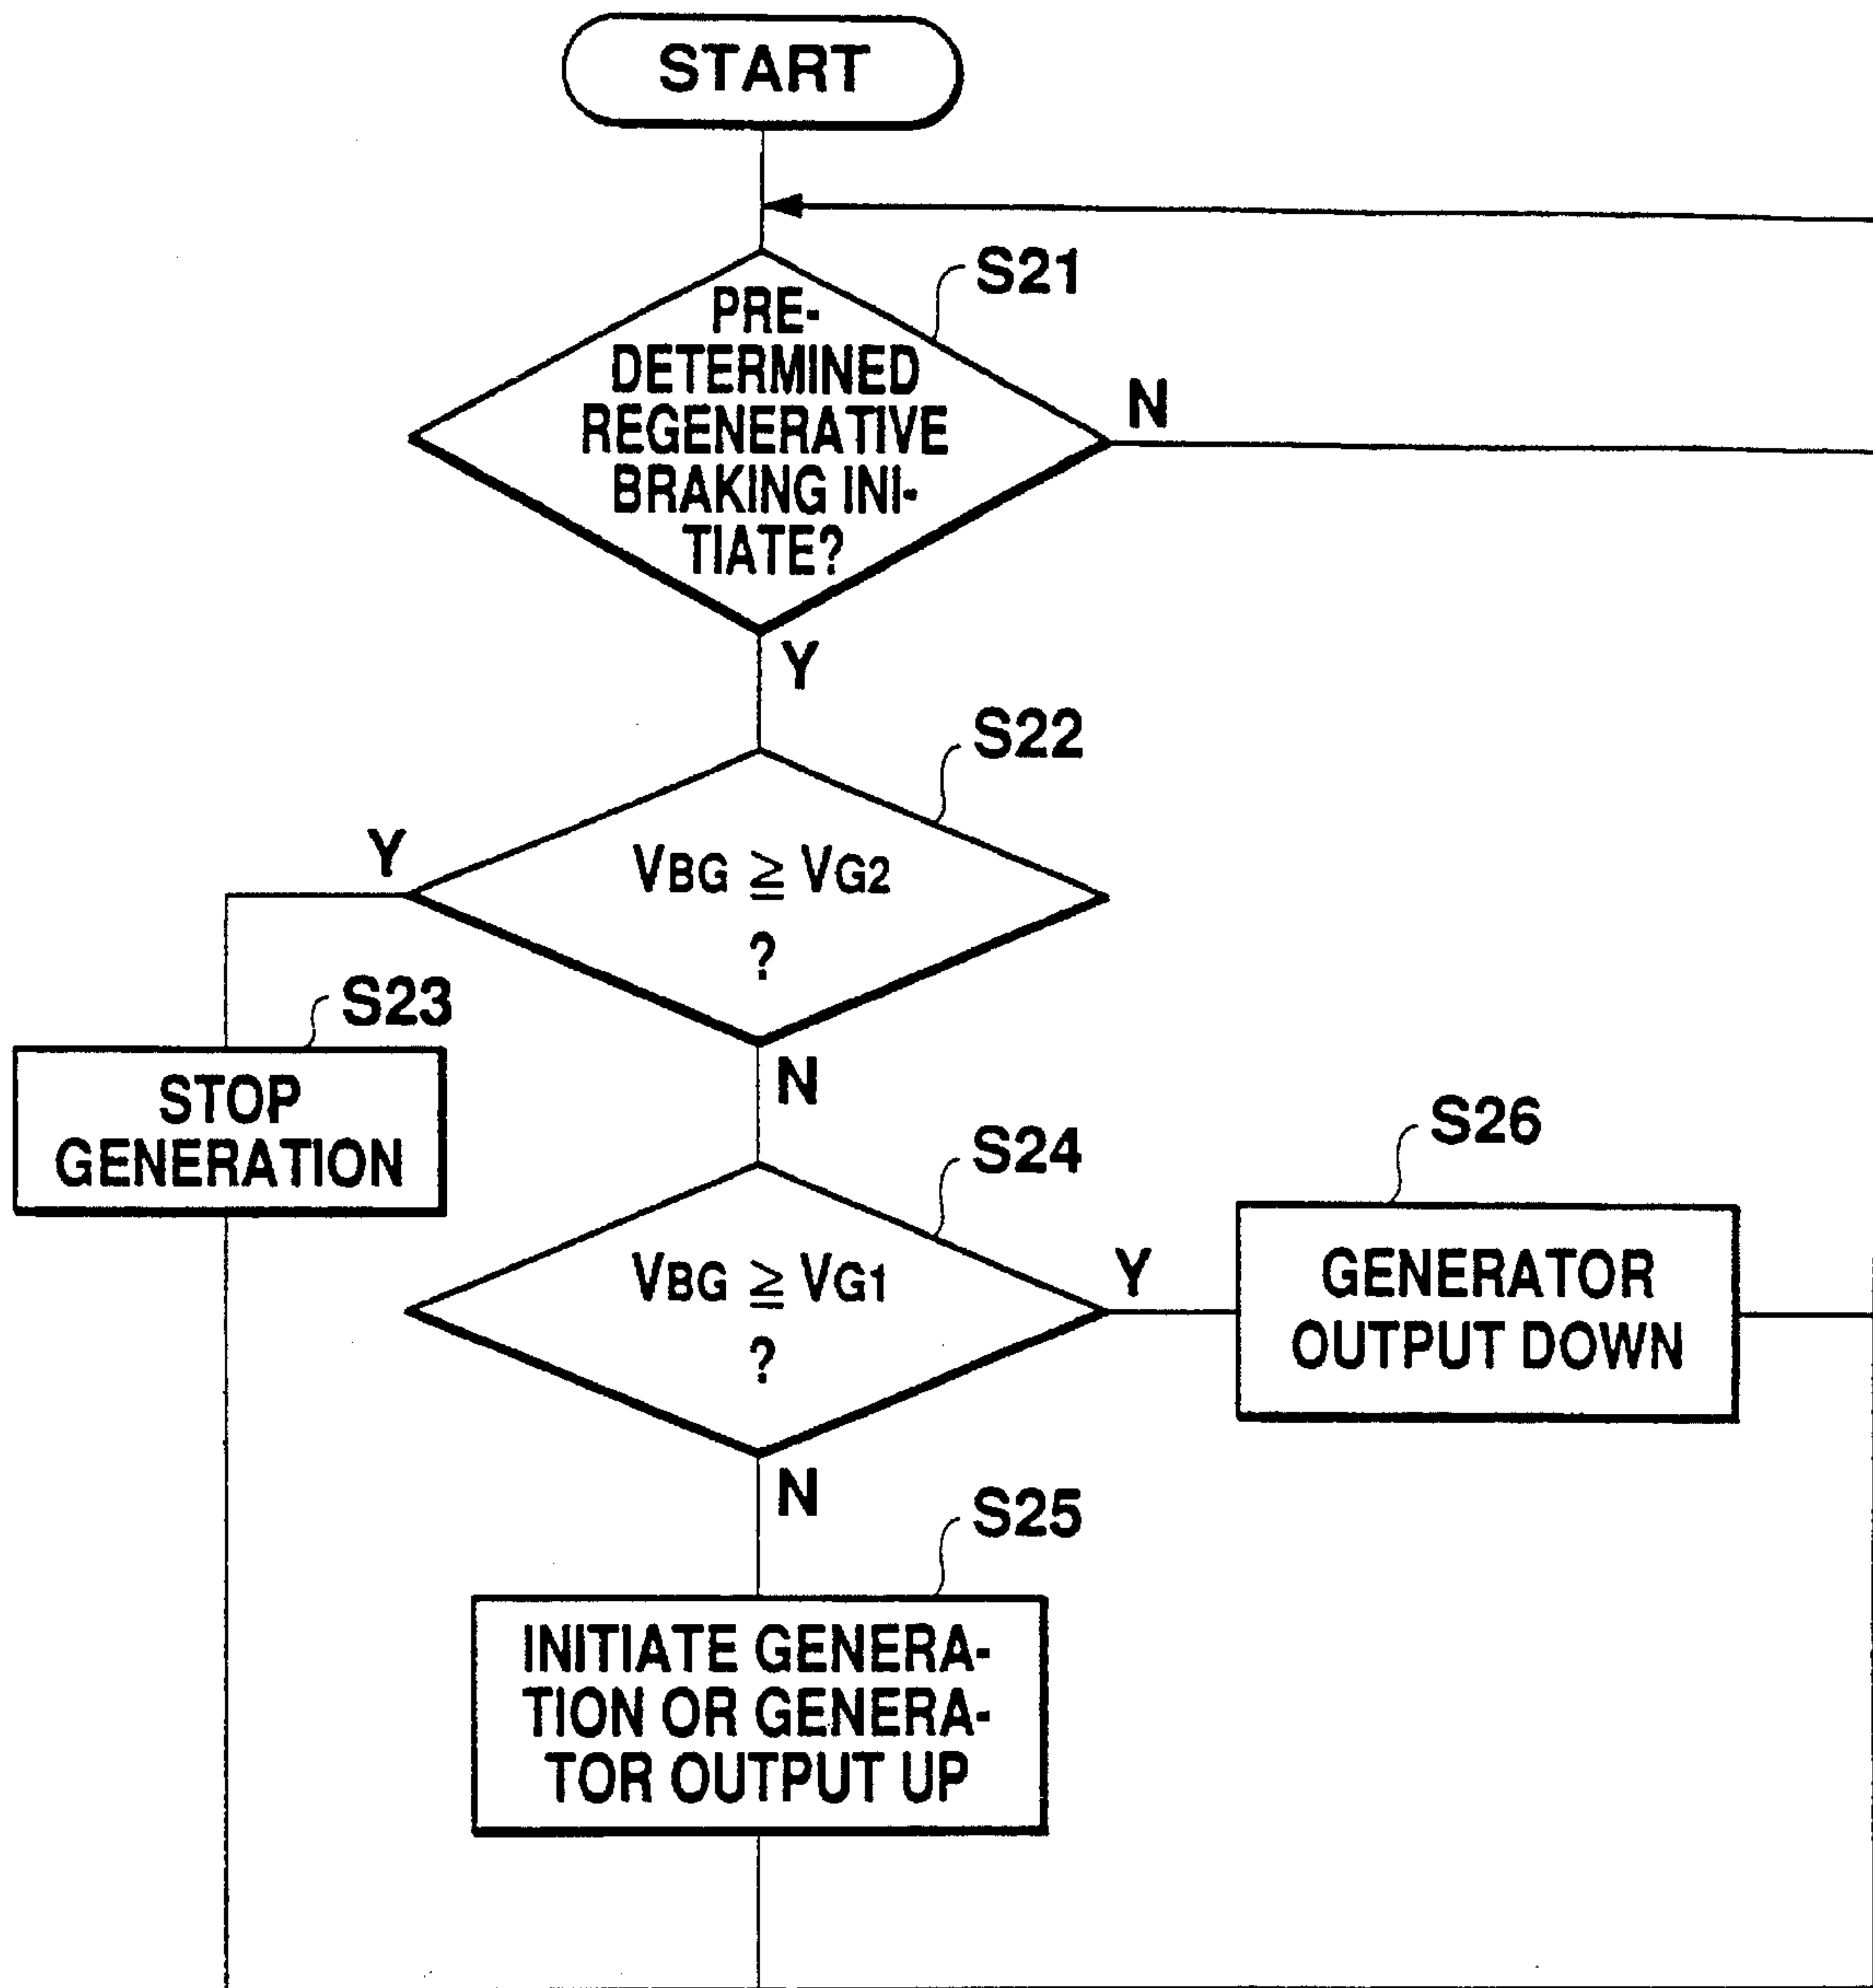 START
S21
PRE-
DETERMINED
REGENERATIVE
BRAKING INI-
TIATE?
N
Y
S22
VBG ≧ VG2
?
Y
N
S23
STOP
GENERATION
S24
VBG ≧ VG1
?
Y
N
S26
GENERATOR
OUTPUT DOWN
S25
INITIATE GENERA-
TION OR GENERA-
TOR OUTPUT UP